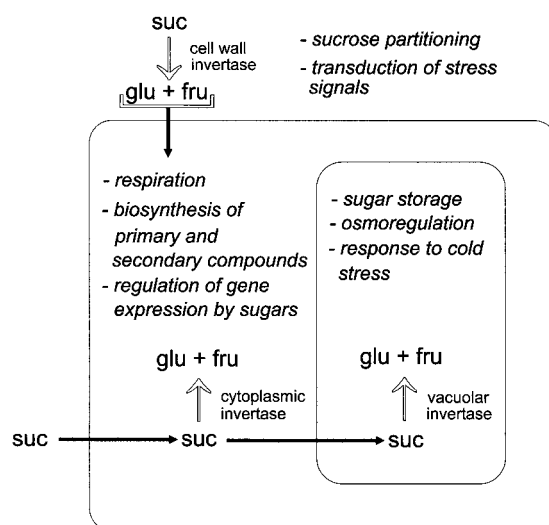 suc
cell wall
invertase
glu + fru
- sucrose partitioning
- transduction of stress
signals
- respiration
- biosynthesis of
primary and
secondary compounds
- regulation of gene
expression by sugars
- sugar storage
- osmoregulation
- response to cold
stress
glu + fru
cytoplasmic
invertase
glu + fru
vacuolar
invertase
suc
suc
suc